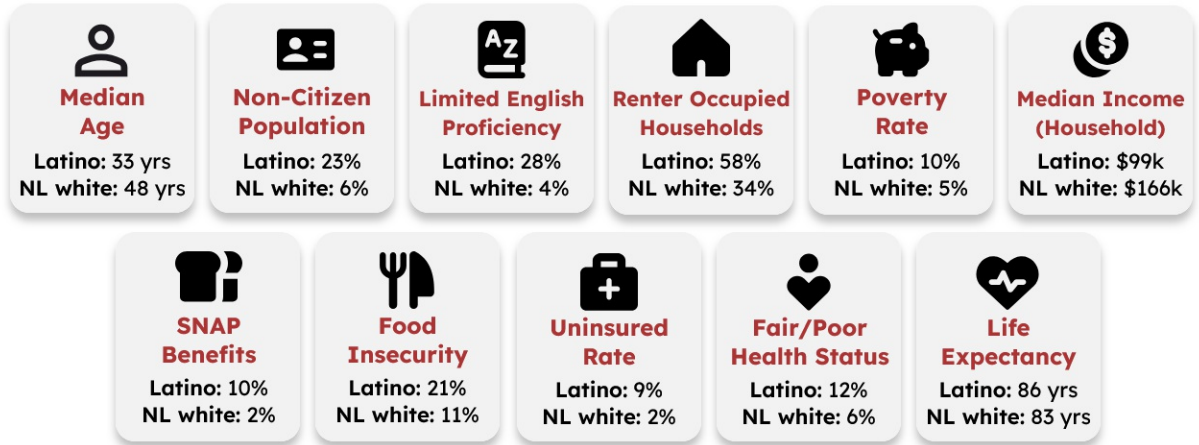 Median
Age
Latino: 33 yrs
NL white: 48 yrs
Non-Citizen
Population
Latino: 23%
NL white: 6%
AZ
Limited English
Proficiency
Latino: 28%
NL white: 4%
Renter Occupied
Households
Latino: 58%
NL white: 34%
Poverty
Rate
Latino: 10%
NL white: 5%
$
Median Income
(Household)
Latino: $99k
NL white: $166k
SNAP
Benefits
Latino: 10%
NL white: 2%
Food
Insecurity
Latino: 21%
NL white: 11%
Uninsured
Rate
Latino: 9%
NL white: 2%
Fair/Poor
Health Status
Latino: 12%
NL white: 6%
Life
Expectancy
Latino: 86 yrs
NL white: 83 yrs